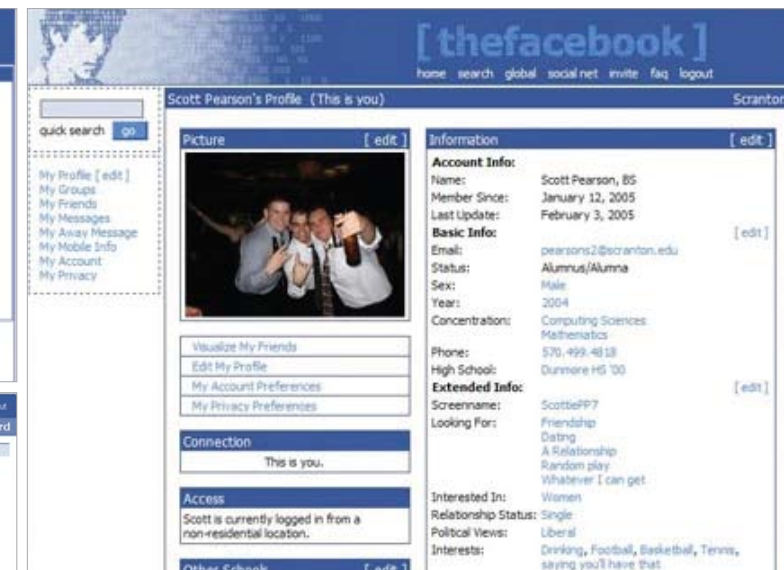 [ thefacebook ]
home search global social net invite faq logout
Scott Pearson's Profile (This is you) Scranton
quick search go
My Profile [ edit ]
My Groups
My Friends
My Messages
My Away Message
My Mobile Info
My Account
My Privacy
Picture [ edit ]
Visualize My Friends
Edit My Profile
My Account Preferences
My Privacy Preferences
Connection
This is you.
Access
Scott is currently logged in from a
non-residential location.
Other Schools [ edit ]
Information [ edit ]
Account Info:
Name: Scott Pearson, BS
Member Since: January 12, 2005
Last Update: February 3, 2005
Basic Info: [ edit ]
Email: pearsons2@scranton.edu
Status: Alumnus/Alumna
Sex: Male
Year: 2004
Concentration: Computing Sciences
Mathematics
Phone: 570.499.4818
High School: Dunmore HS '00
Extended Info: [ edit ]
Screenname: ScottiePP7
Looking For: Friendship
Dating
A Relationship
Random play
Whatever I can get
Interested In: Women
Relationship Status: Single
Political Views: Liberal
Interests: Drinking, Football, Basketball, Tennis,
saying you'll have that